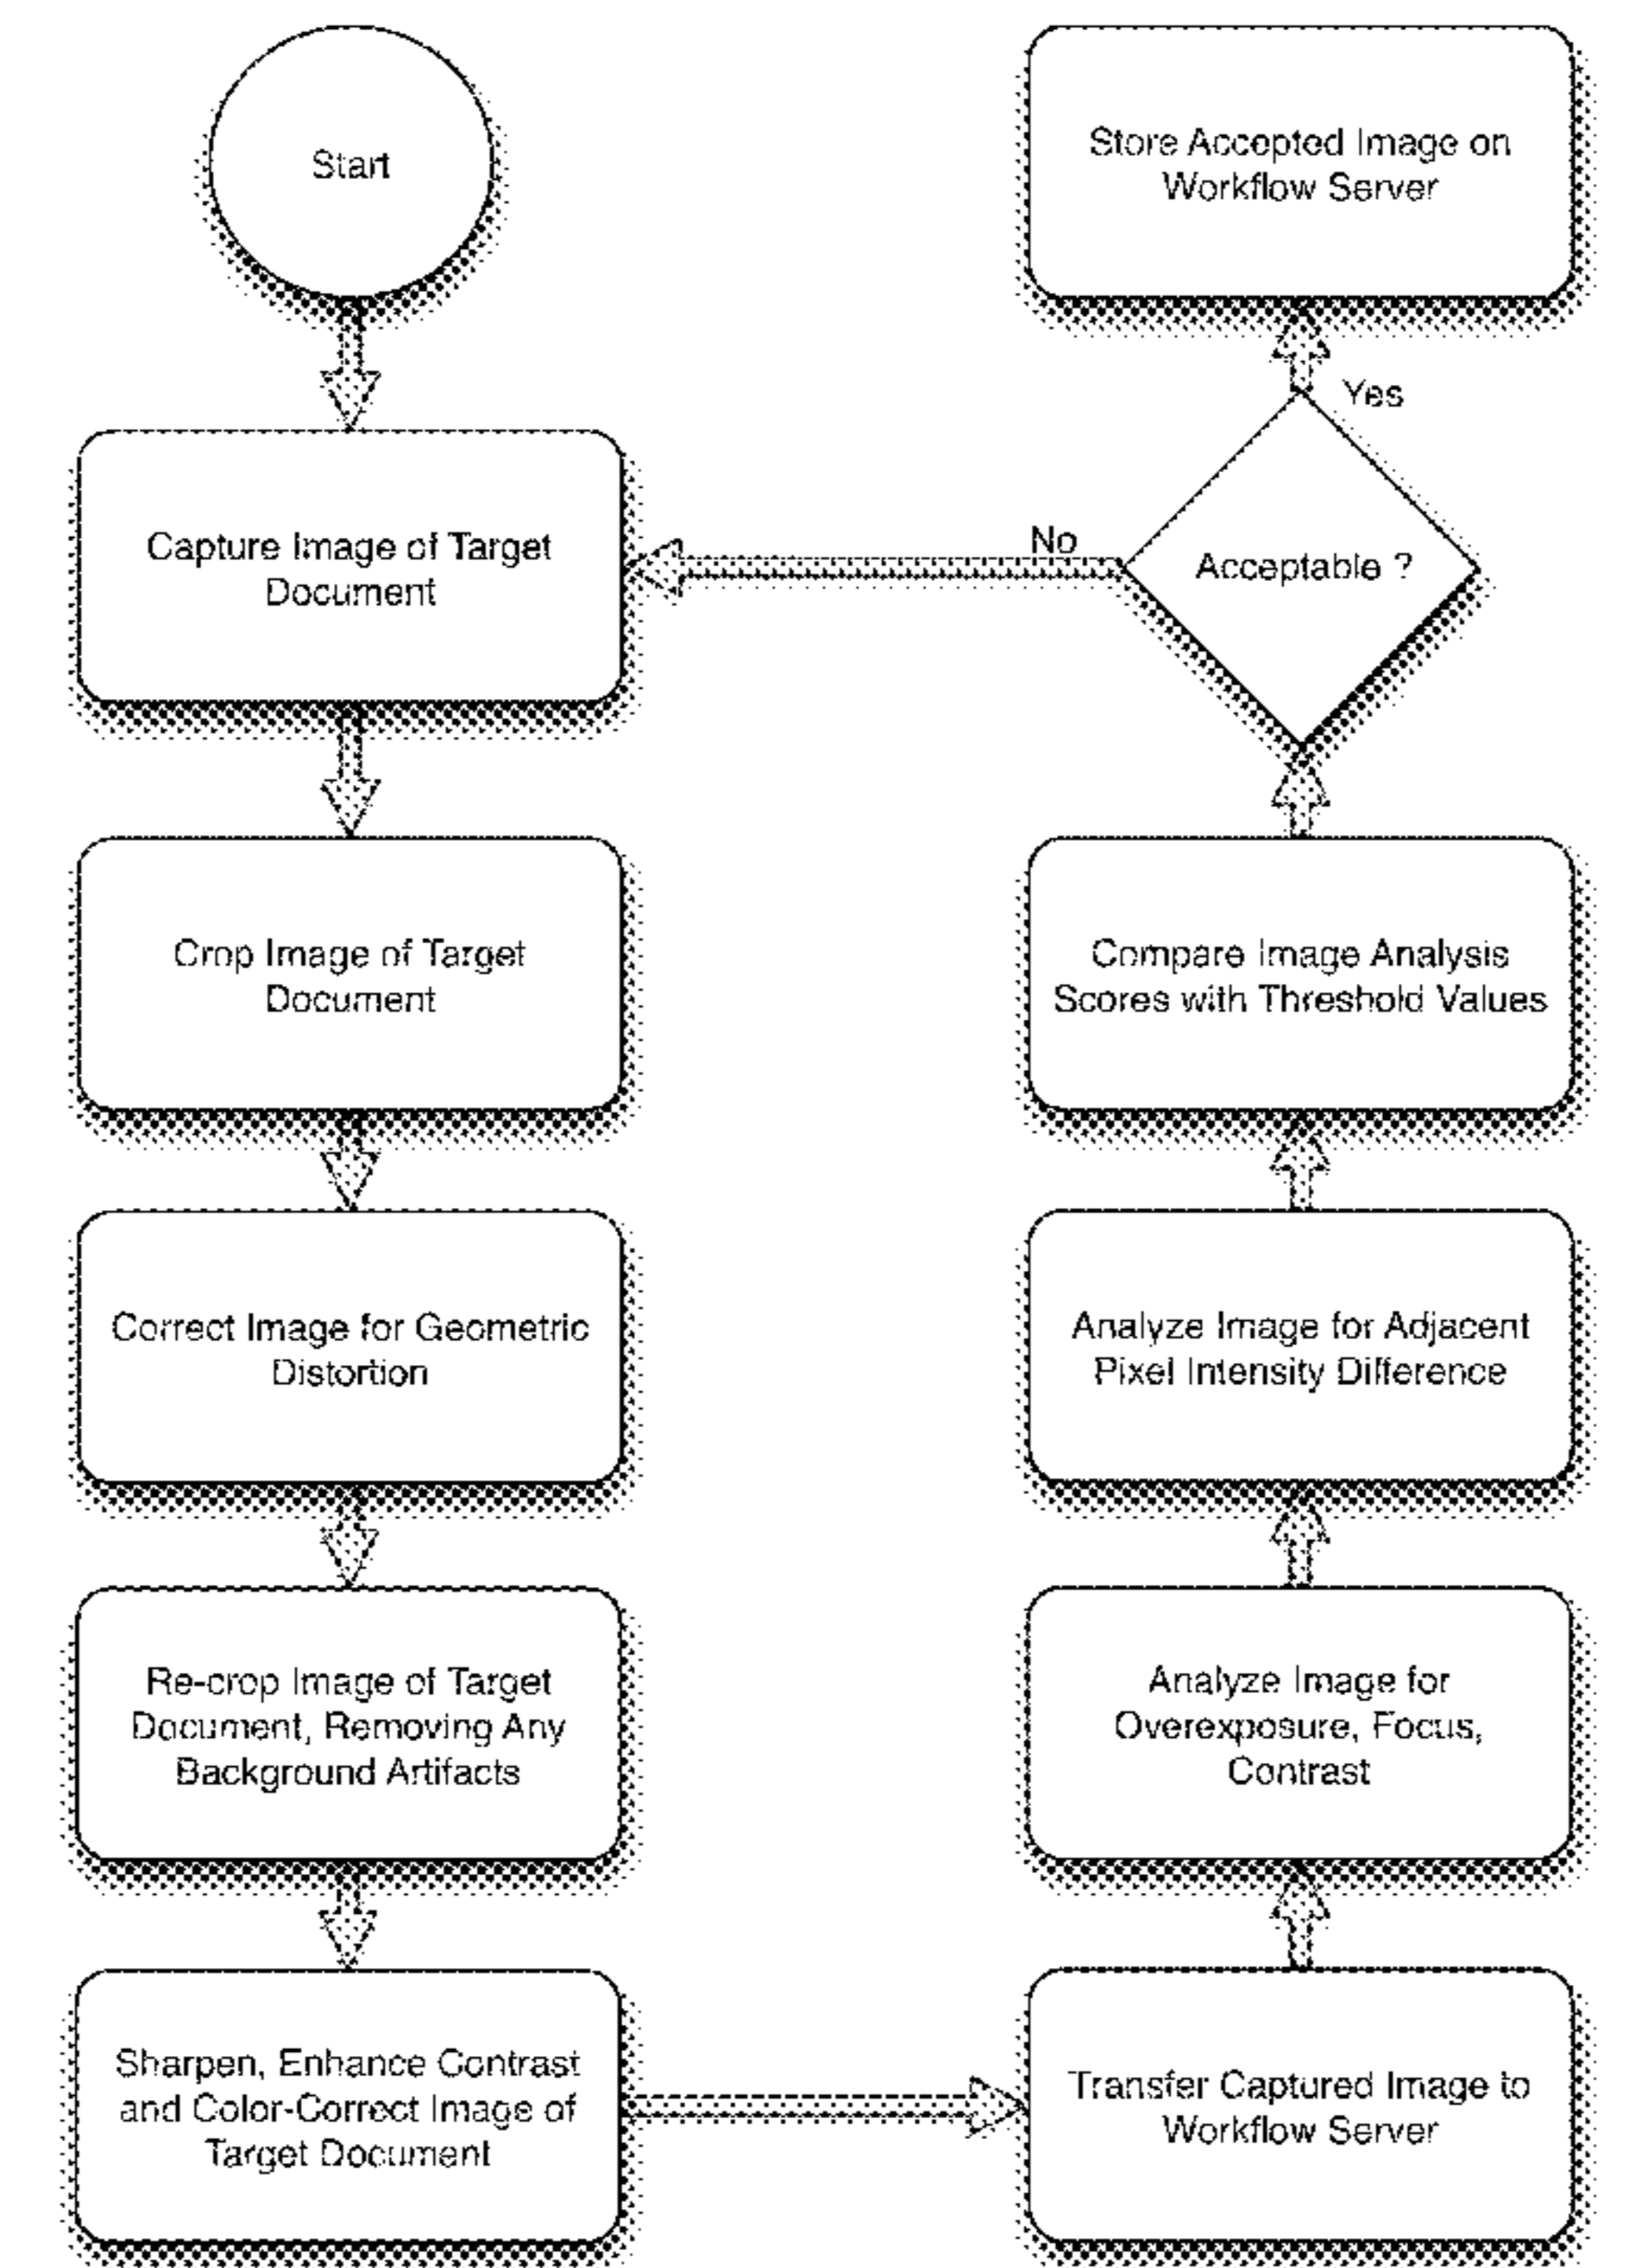 Start
Capture Image of Target
Document
Crop Image of Target
Document
Correct Image for Geometric
Distortion
Re-crop Image of Target
Document, Removing Any
Background Artifacts
Sharpen, Enhance Contrast
and Color-Correct Image of
Target Document
Transfer Captured Image to
Workflow Server
Analyze Image for
Overexposure, Focus,
Contrast
Analyze Image for Adjacent
Pixel Intensity Difference
Compare Image Analysis
Scores with Threshold Values
Acceptable ?
No
Yes
Store Accepted Image on
Workflow Server